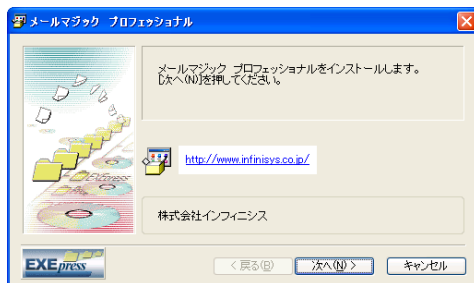 メールマジック プロフェッショナル
メールマジック プロフェッショナルをインストールします。
[次へ(N)]を押してください。
http://www.infinisys.co.jp/
株式会社インフィニシス
EXEpress
EXEpress
< 戻る(B)
次へ(N) >
キャンセル